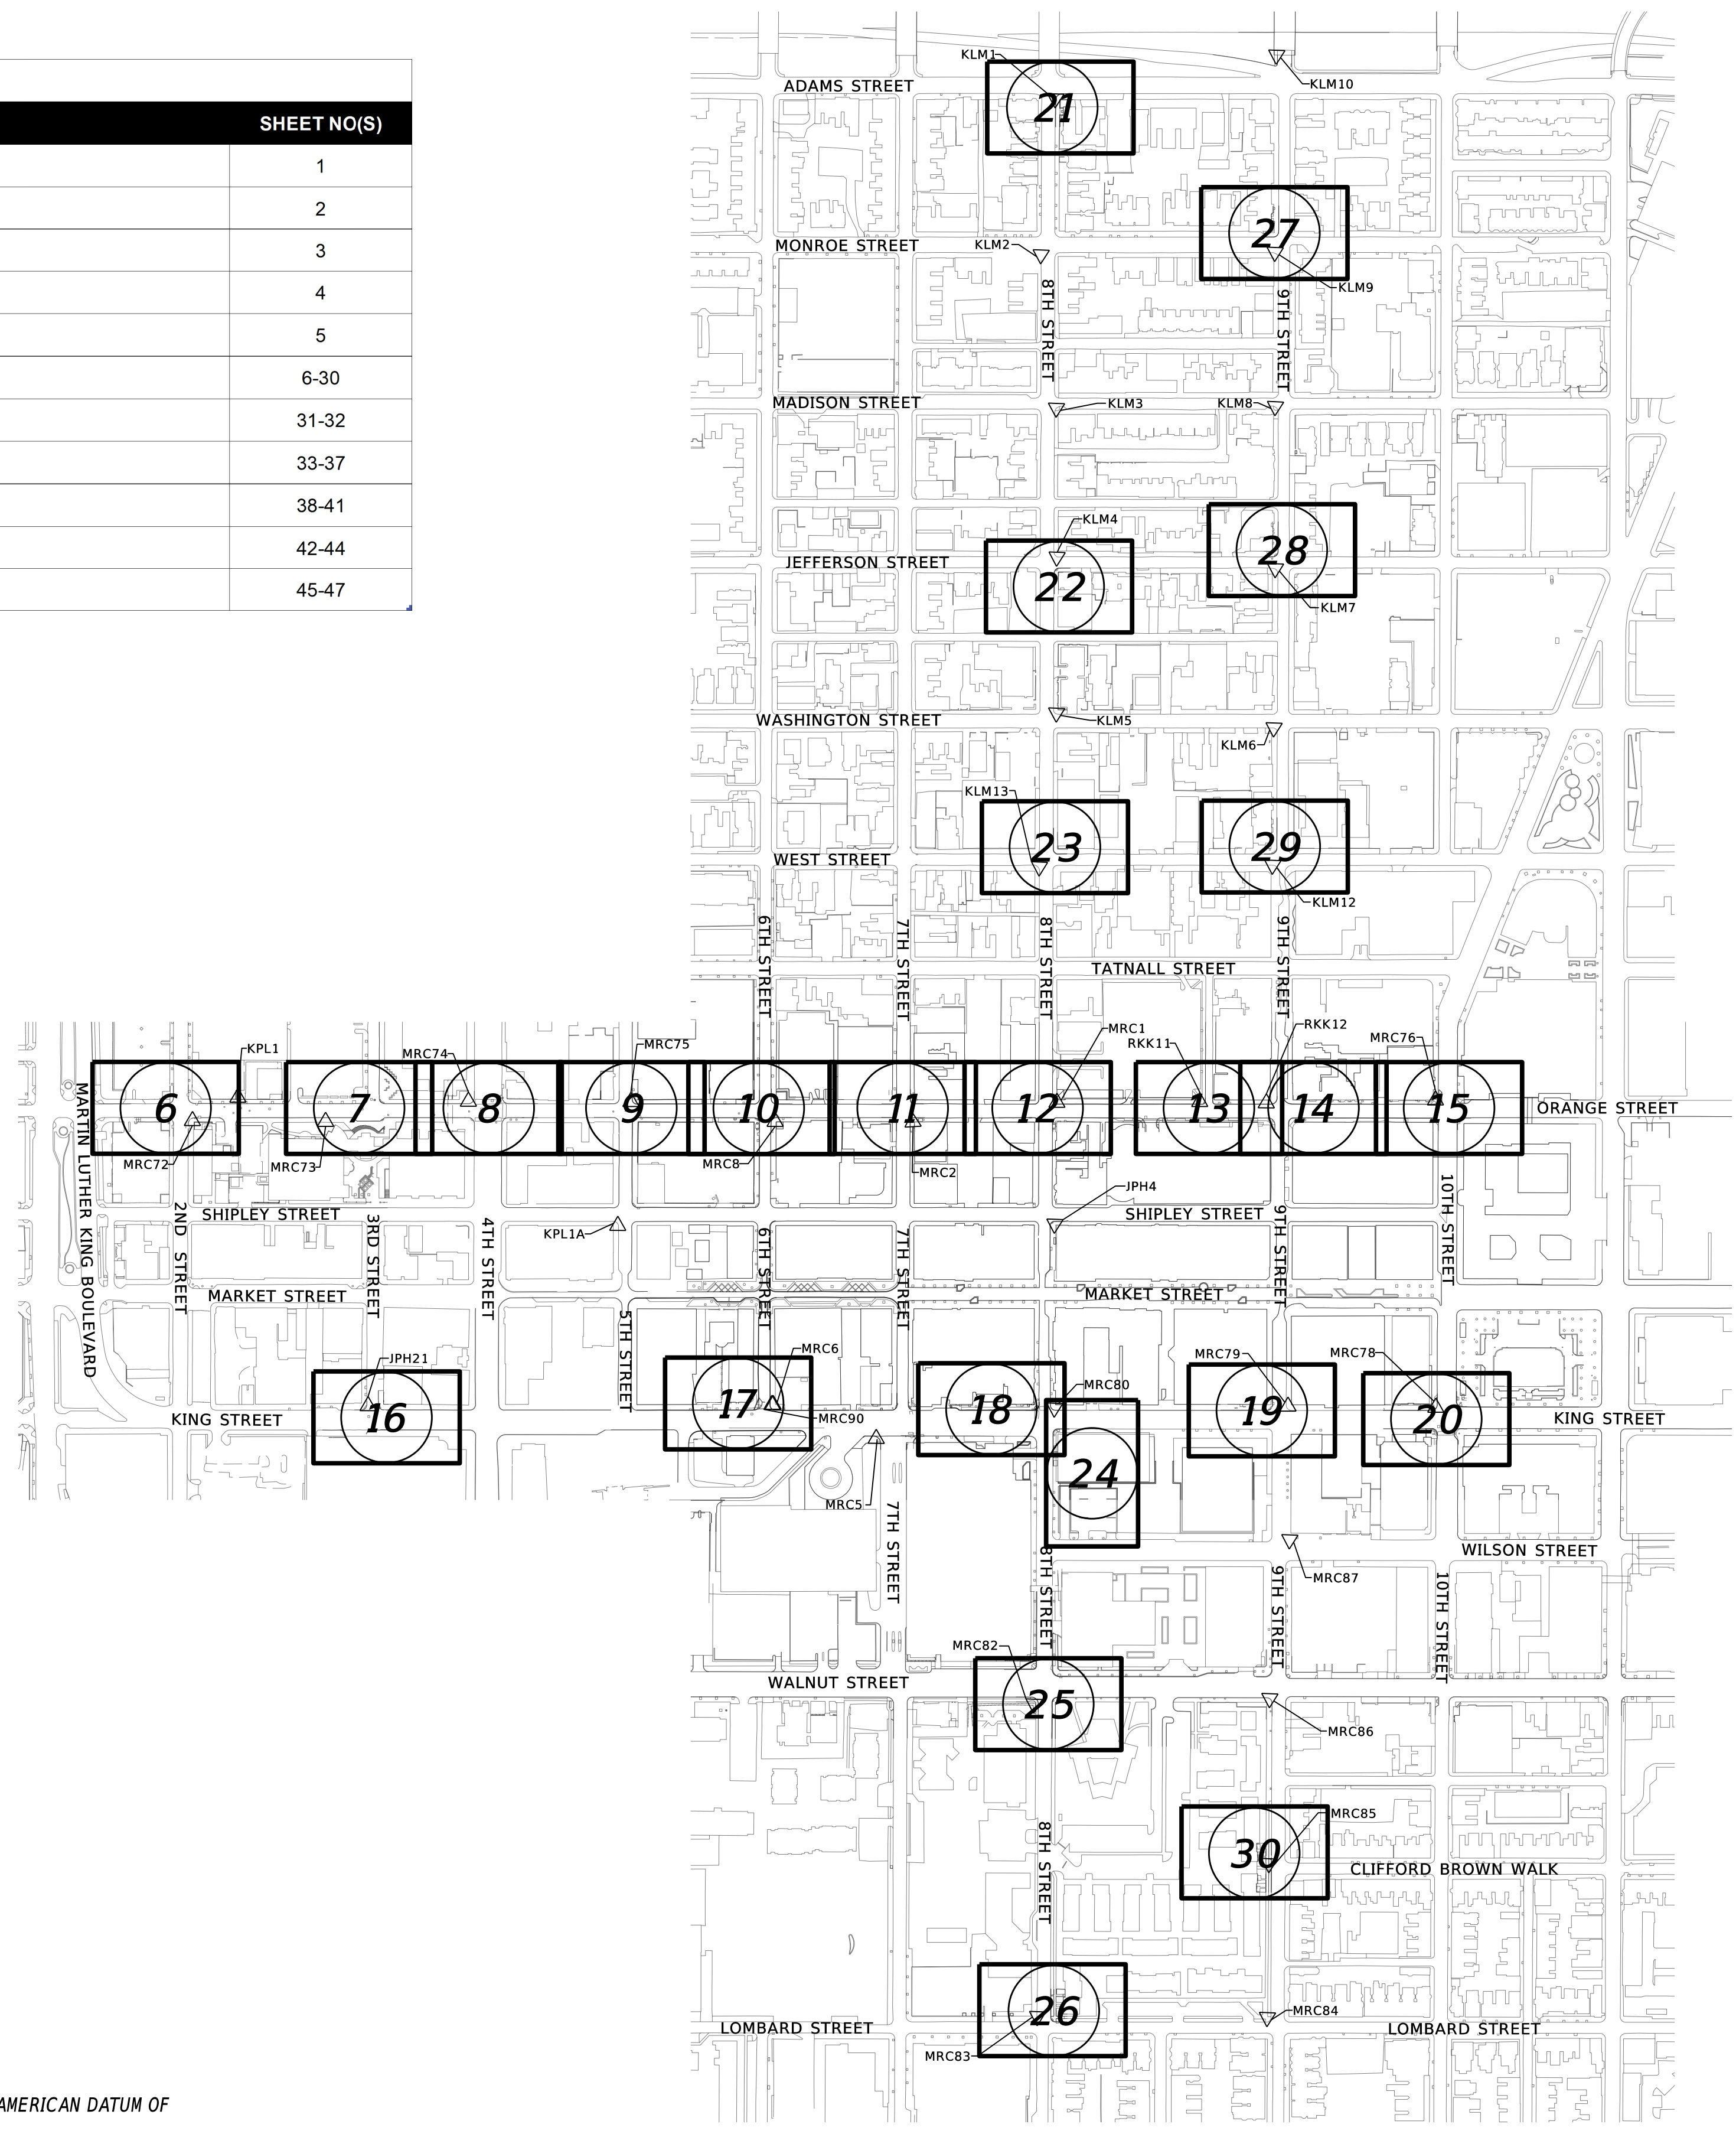 SHEET NO(S)
1
2
3
4
5
6-30
31-32
33-37
38-41
42-44
45-47
KLM1
KLM10
ADAMS STREET
21
27
MONROE STREET
KLM2
KLM9
8TH STREET
9TH STREET
MADISON STREET
KLM3
KLM8
KLM4
28
JEFFERSON STREET
22
KLM7
WASHINGTON STREET
KLM5
KLM6
KLM13
23
29
WEST STREET
KLM12
6TH STREET
7TH STREET
8TH STREET
9TH STREET
TATNALL STREET
MRC1
RKK12
KPL1
MRC74
MRC75
RKK11
MRC76
MARTIN LUTHER KING BOULEVARD
6
7
8
9
10
11
12
13
14
15
ORANGE STREET
MRC72
MRC73
MRC8
MRC2
JPH4
2ND STREET
SHIPLEY STREET
3RD STREET
4TH STREET
KPL1A
6TH STREET
7TH STREET
SHIPLEY STREET
9TH STREET
10TH STREET
MARKET STREET
MARKET STREET
5TH STREET
JPH21
MRC6
MRC79
MRC78
MRC80
16
17
18
19
20
KING STREET
MRC90
KING STREET
24
MRC5
7TH STREET
8TH STREET
WILSON STREET
MRC87
9TH STREET
10TH STREET
MRC82
WALNUT STREET
25
MRC86
MRC85
8TH STREET
30
CLIFFORD BROWN WALK
26
MRC84
LOMBARD STREET
LOMBARD STREET
MRC83
AMERICAN DATUM OF